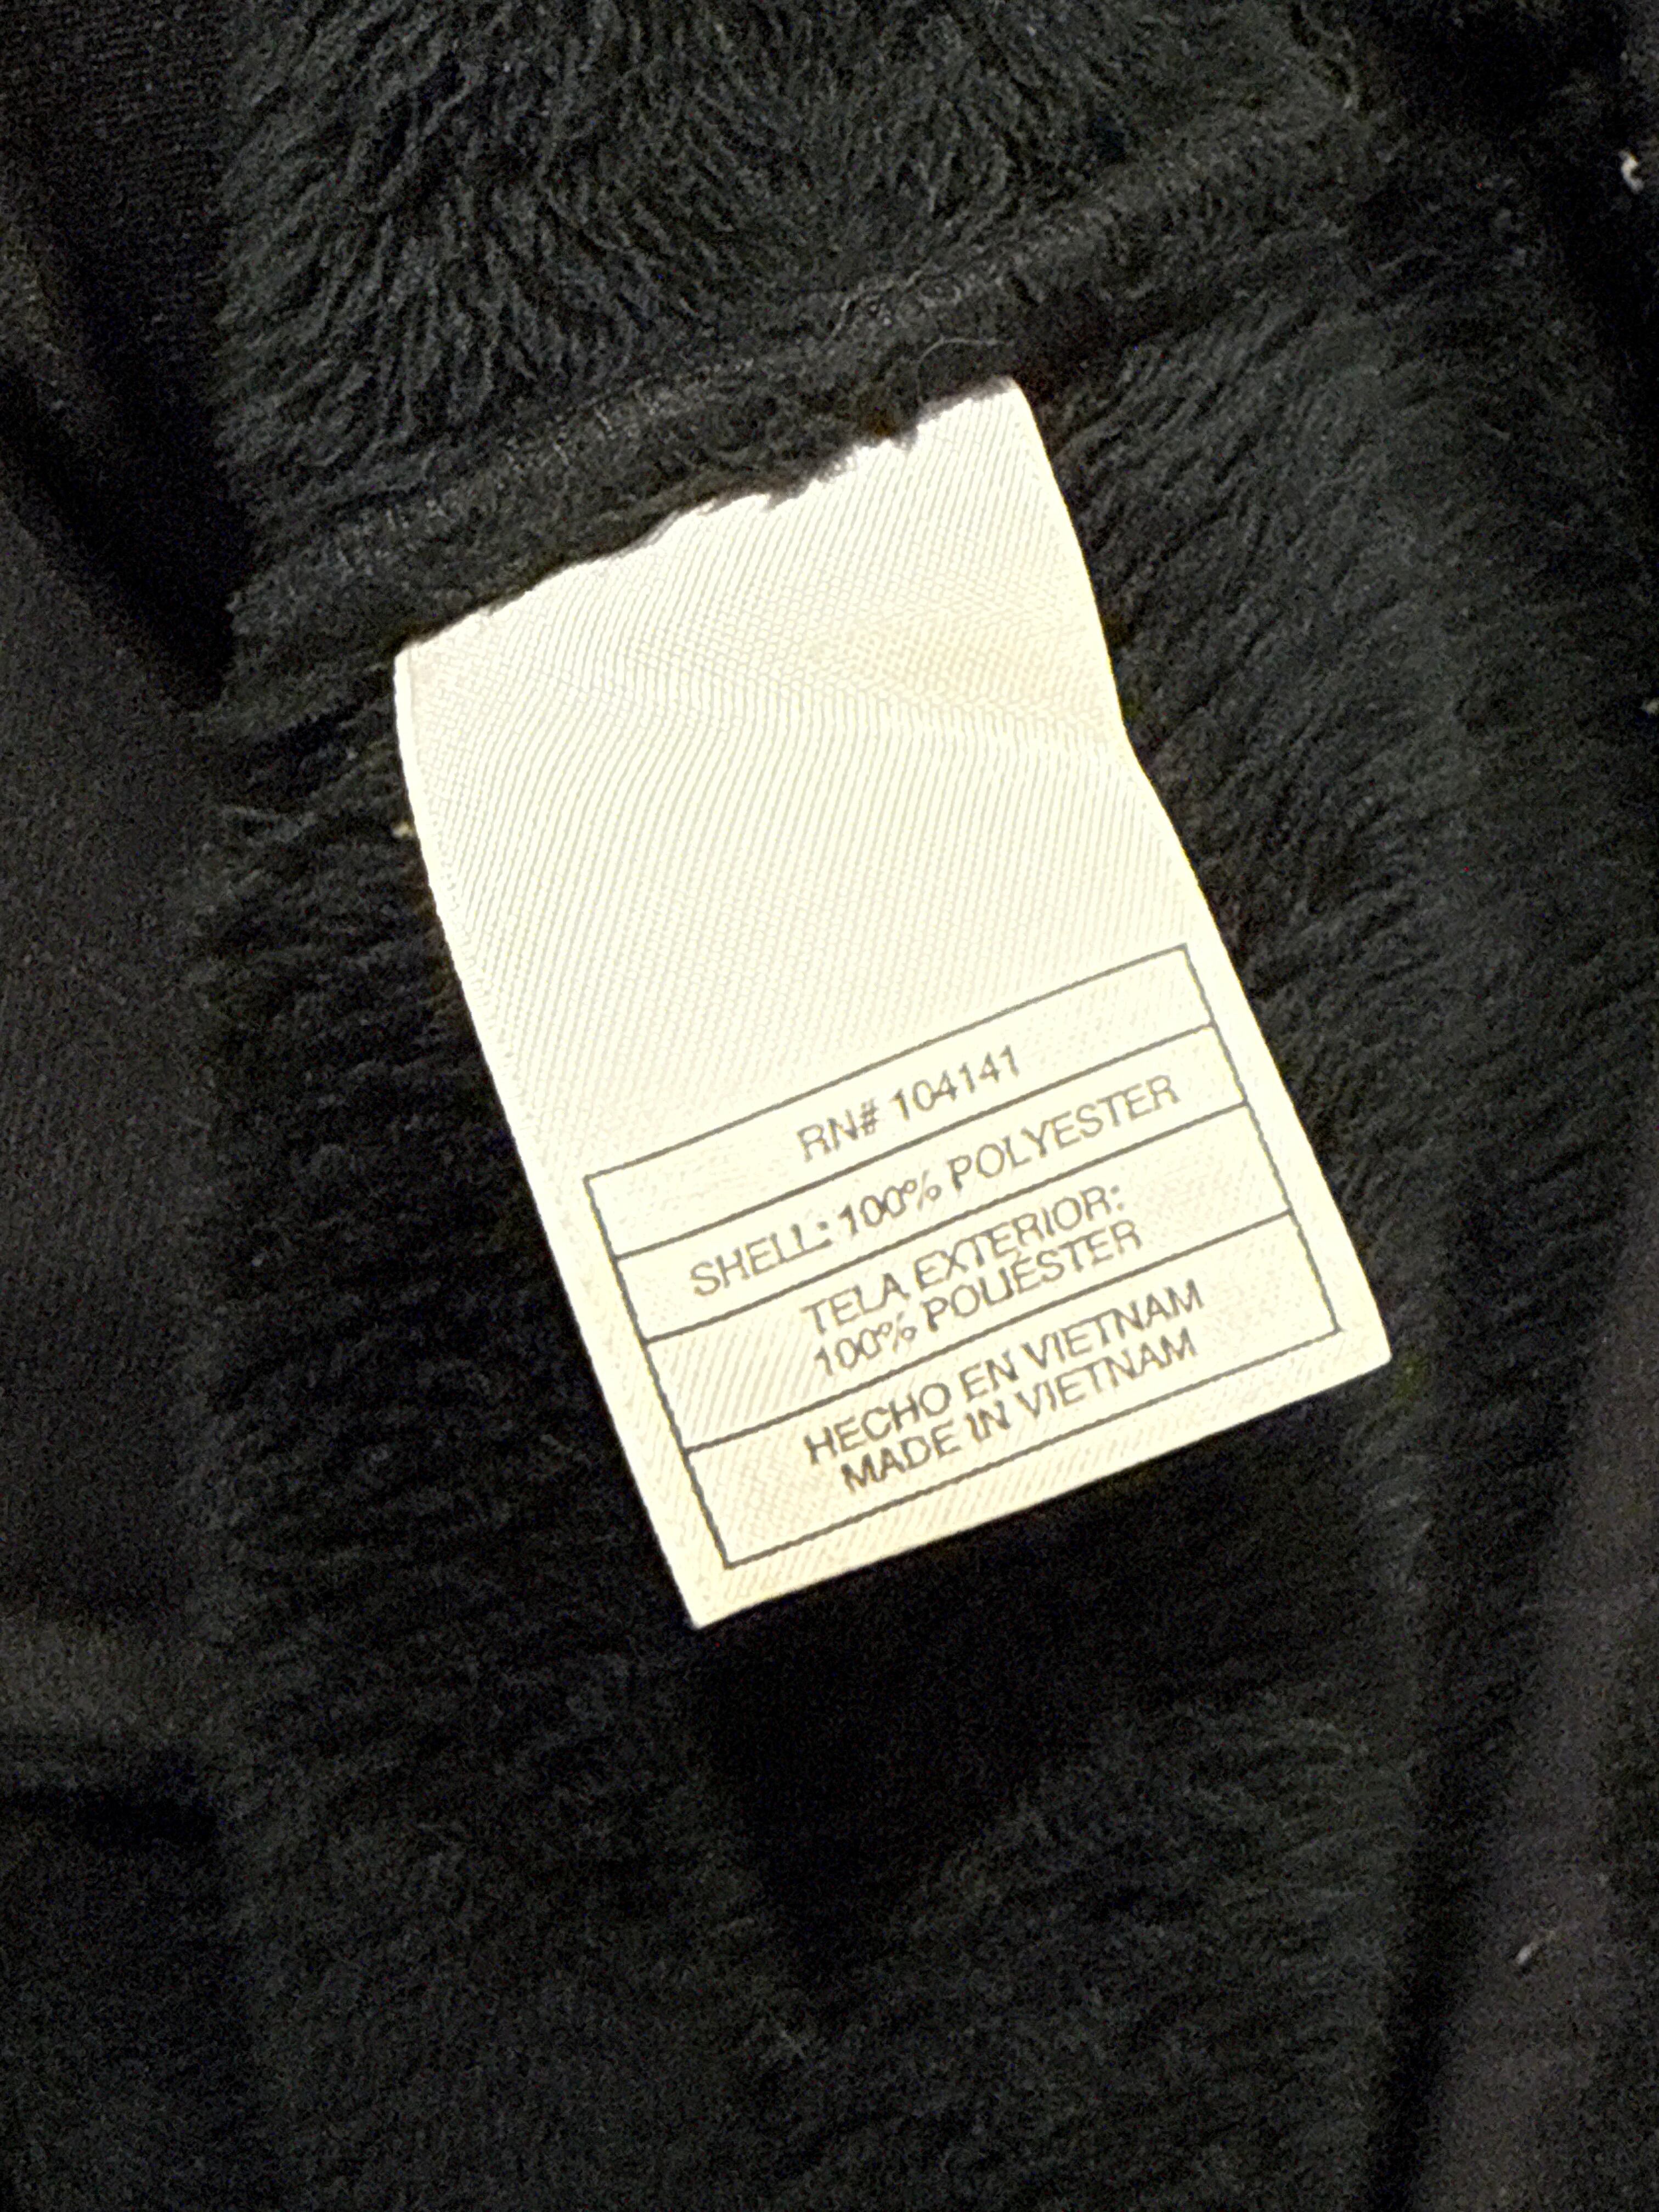 RN# 104141
SHELL: 100% POLYESTER
TELA EXTERIOR:
100% POLIÉSTER
HECHO EN VIETNAM
MADE IN VIETNAM